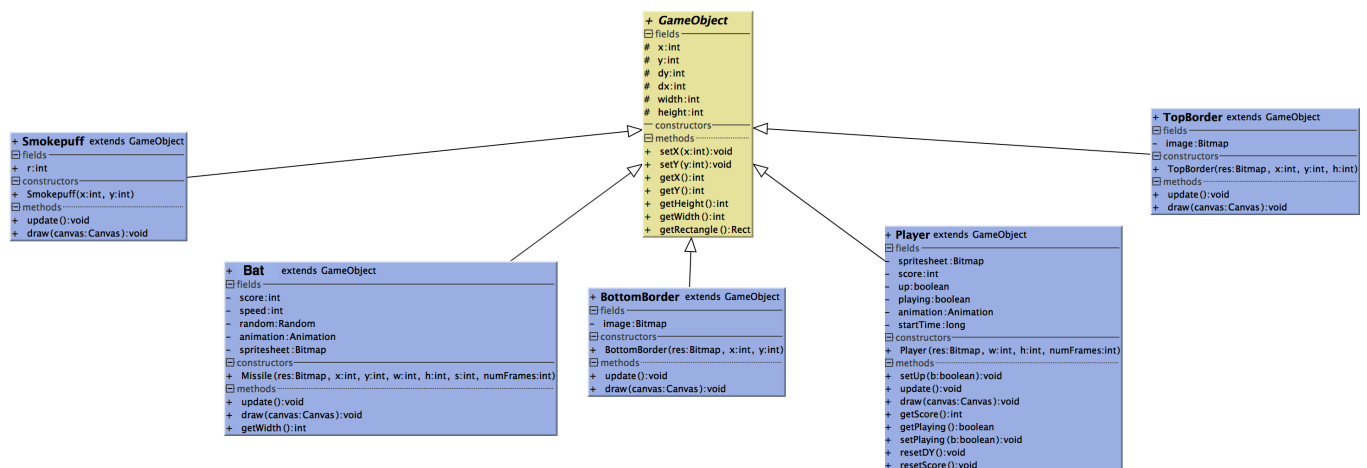 + GameObject
fields
# x:int
# y:int
# dy:int
# dx:int
# width:int
# height:int
constructors
methods
+ setX(x:int):void
+ setY(y:int):void
+ getX():int
+ getY():int
+ getHeight():int
+ getWidth():int
+ getRectangle():Rect
+ Smokepuff extends GameObject
fields
+ r:int
constructors
+ Smokepuff(x:int, y:int)
methods
+ update():void
+ draw(canvas:Canvas):void
+ Bat extends GameObject
fields
- score:int
- speed:int
- random:Random
- animation:Animation
- spritesheet:Bitmap
constructors
+ Missile(res:Bitmap, x:int, y:int, w:int, h:int, s:int, numFrames:int)
methods
+ update():void
+ draw(canvas:Canvas):void
+ getWidth():int
+ BottomBorder extends GameObject
fields
- image:Bitmap
constructors
+ BottomBorder(res:Bitmap, x:int, y:int)
methods
+ update():void
+ draw(canvas:Canvas):void
+ Player extends GameObject
fields
- spritesheet:Bitmap
- score:int
- up:boolean
- playing:boolean
- animation:Animation
- startTime:long
constructors
+ Player(res:Bitmap, w:int, h:int, numFrames:int)
methods
+ setUp(b:boolean):void
+ update():void
+ draw(canvas:Canvas):void
+ getScore():int
+ getPlaying():boolean
+ setPlaying(b:boolean):void
+ resetDY():void
+ resetScore():void
+ TopBorder extends GameObject
fields
- image:Bitmap
constructors
+ TopBorder(res:Bitmap, x:int, y:int, h:int)
methods
+ update():void
+ draw(canvas:Canvas):void